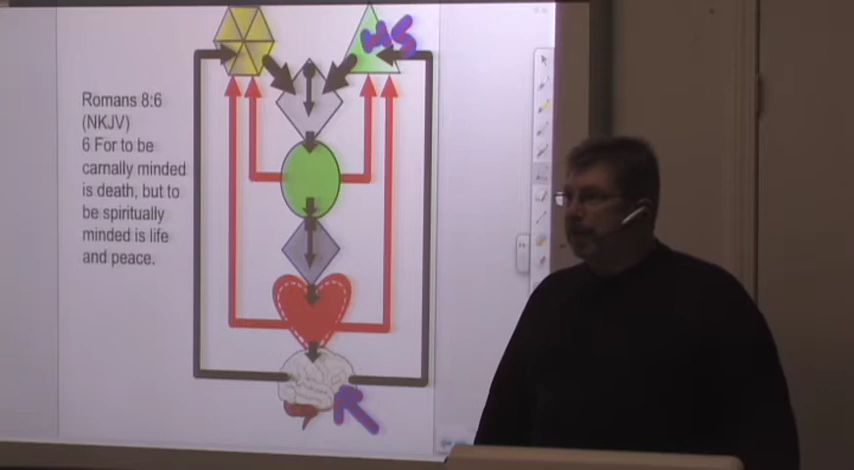 HS
Romans 8:6
(NKJV)
6 For to be
carnally minded
is death, but to
be spiritually
minded is life
and peace.